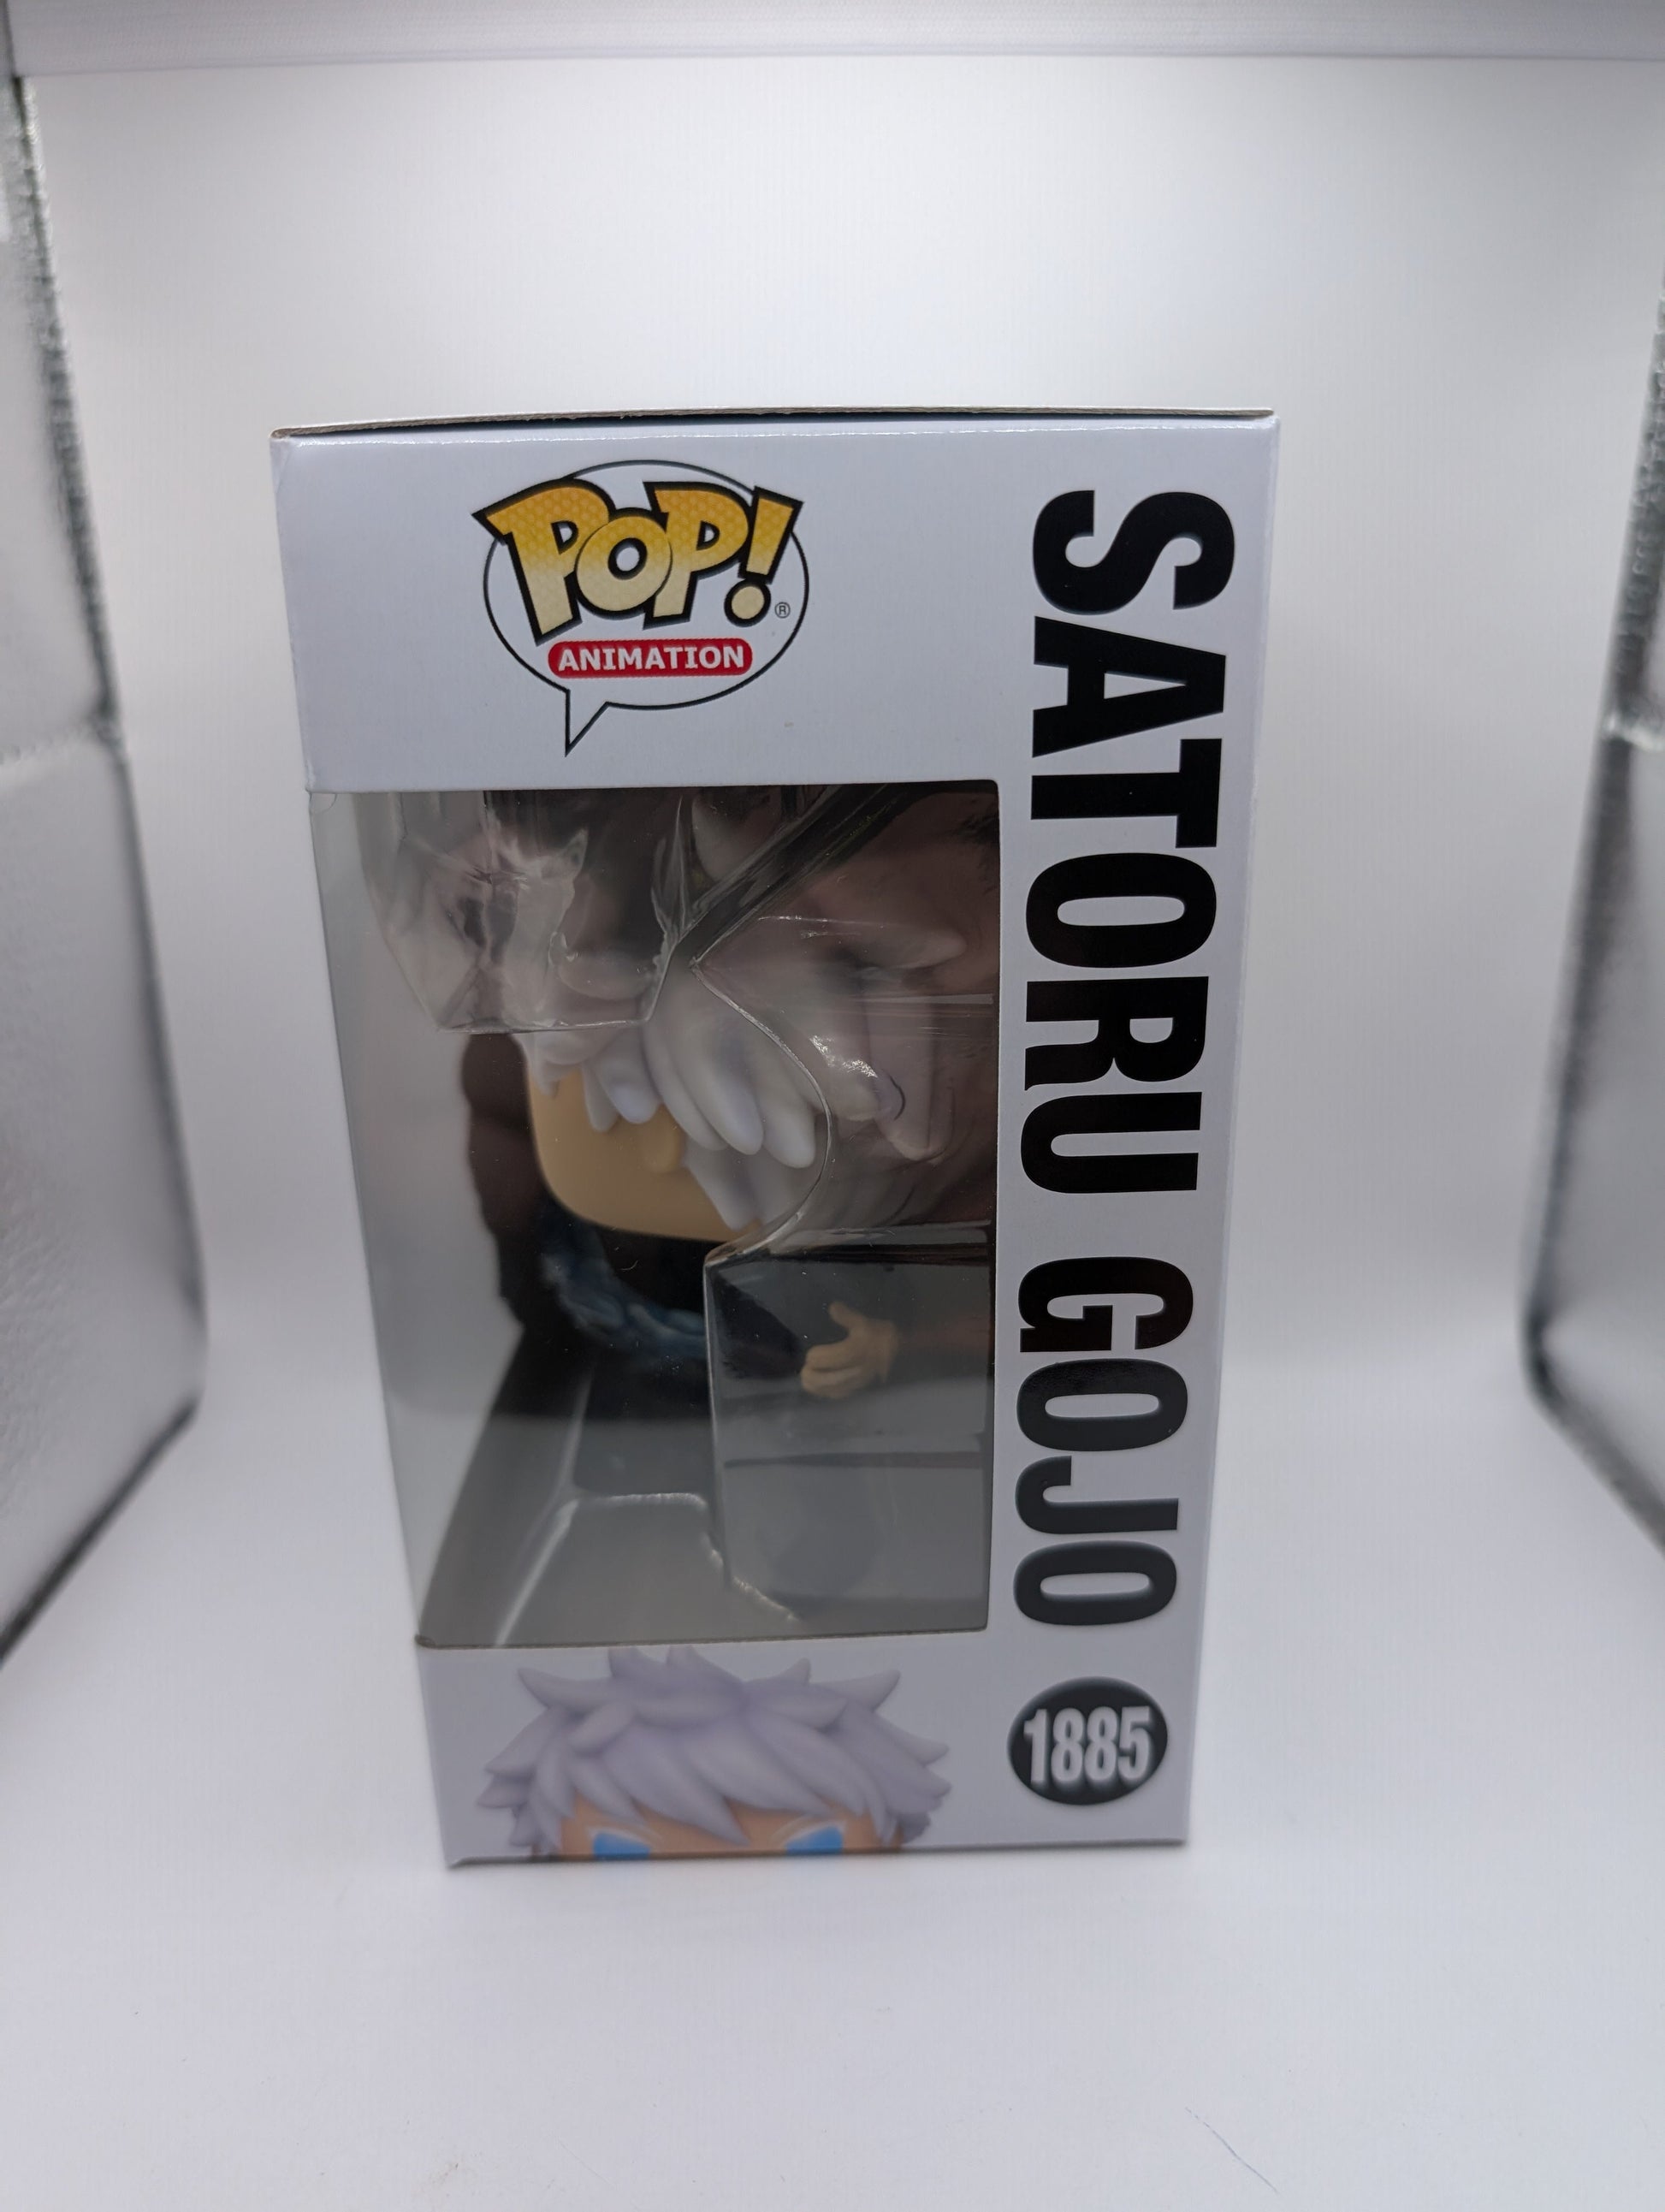 POP!
®
ANIMATION
SATORU GOJO
1885